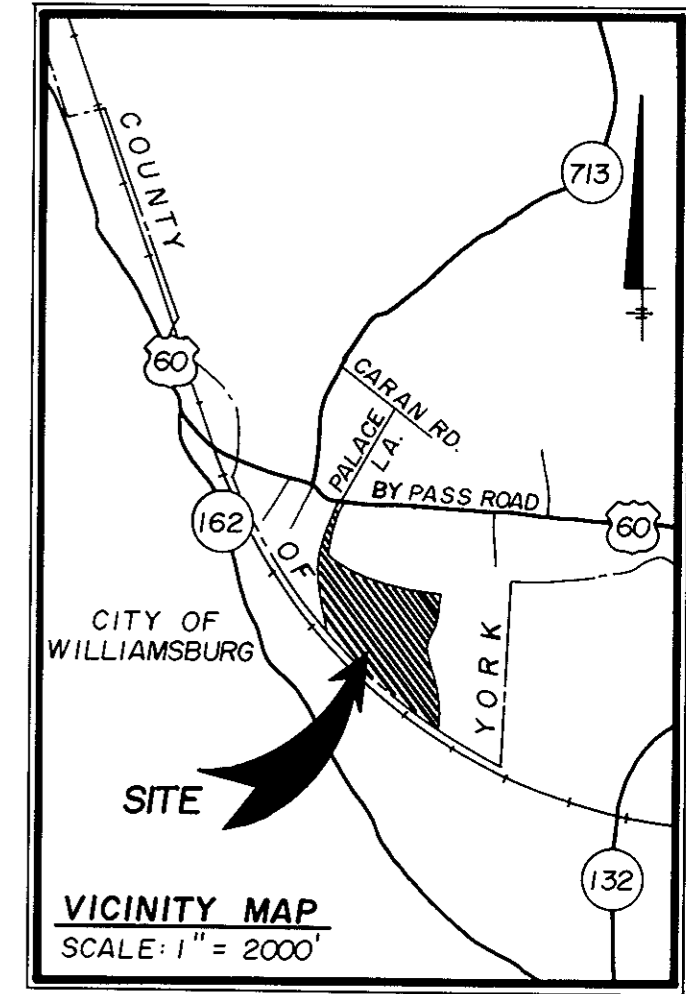 COUNTY
713
60
CARAN RD.
PALACE
LA.
BY PASS ROAD
60
162
OF
CITY OF
WILLIAMSBURG
YORK
SITE
132
VICINITY MAP
SCALE: 1" = 2000'